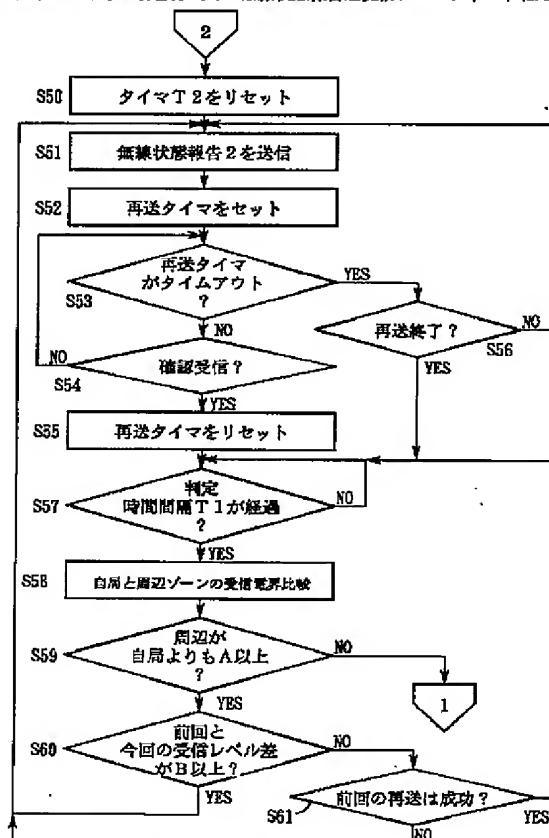 2
S50
タイマT2をリセット
S51
無線状態報告2を送信
S52
再送タイマをセット
再送タイマ
がタイムアウト
?
YES
S53
NO
再送終了?
NO
S56
NO
確認受信?
S54
YES
YES
S55
再送タイマをリセット
判定
時間間隔T1が経過
?
S57
NO
YES
S58
自局と周辺ゾーンの受信電界比較
周辺が
自局よりもA以上
?
S59
NO
1
YES
前回と
今回の受信レベル差
がB以上?
S60
NO
YES
前回の再送は成功?
S61
YES
NO